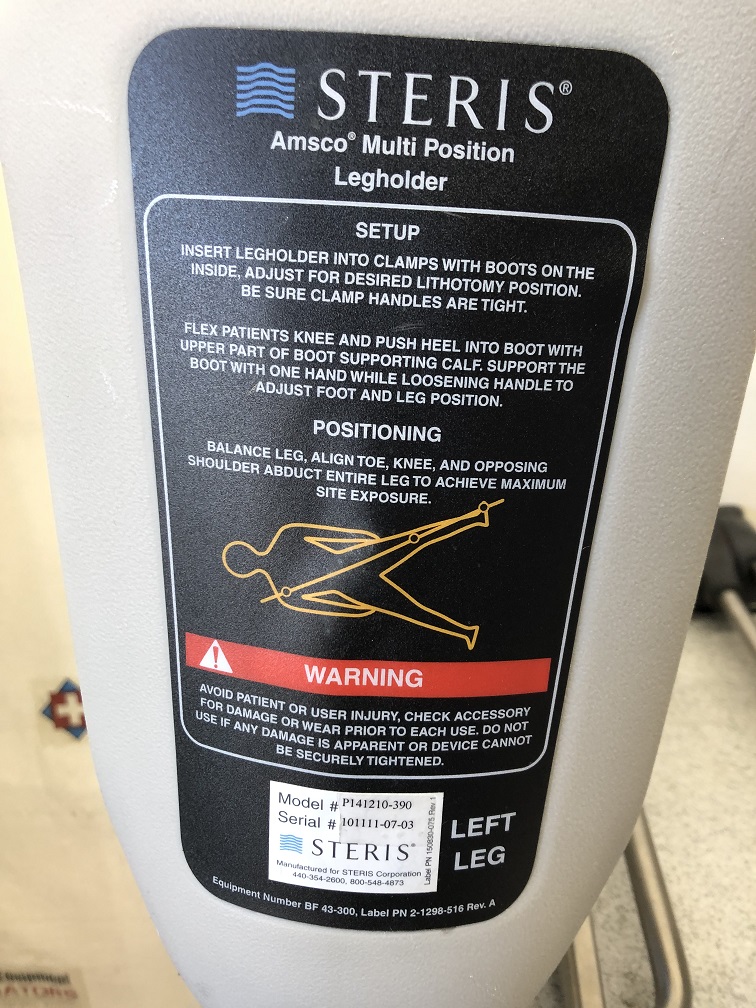 STERIS®
Amsco® Multi Position
Legholder
SETUP
INSERT LEGHOLDER INTO CLAMPS WITH BOOTS ON THE
INSIDE, ADJUST FOR DESIRED LITHOTOMY POSITION.
BE SURE CLAMP HANDLES ARE TIGHT.
FLEX PATIENTS KNEE AND PUSH HEEL INTO BOOT WITH
UPPER PART OF BOOT SUPPORTING CALF. SUPPORT THE
BOOT WITH ONE HAND WHILE LOOSENING HANDLE TO
ADJUST FOOT AND LEG POSITION.
POSITIONING
BALANCE LEG, ALIGN TOE, KNEE, AND OPPOSING
SHOULDER ABDUCT ENTIRE LEG TO ACHIEVE MAXIMUM
SITE EXPOSURE.
WARNING
AVOID PATIENT OR USER INJURY, CHECK ACCESSORY
FOR DAMAGE OR WEAR PRIOR TO EACH USE. DO NOT
USE IF ANY DAMAGE IS APPARENT OR DEVICE CANNOT
BE SECURELY TIGHTENED.
Model # P141210-390
Serial # 101111-07-03
STERIS®
Manufactured for STERIS Corporation
440-354-2600, 800-548-4873
Label PN 150830-075 Rev. 1
LEFT
LEG
Equipment Number BF 43-300, Label PN 2-1298-516 Rev. A